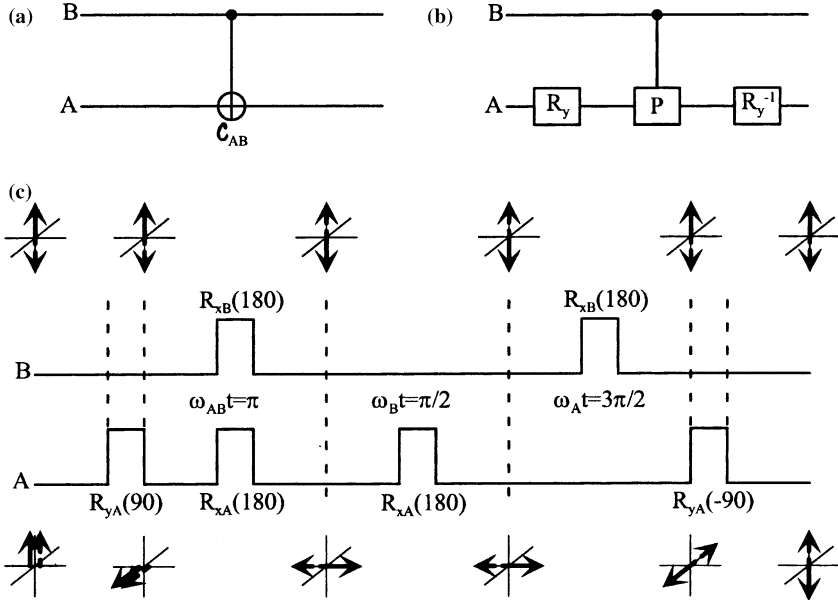 (a) B A C_AB
(b) B A R_y P R_y^-1
(c)
R_xB(180) R_xB(180)
B
ω_AB t=π ω_B t=π/2 ω_A t=3π/2
A
R_yA(90) R_xA(180) R_xA(180) R_yA(-90)